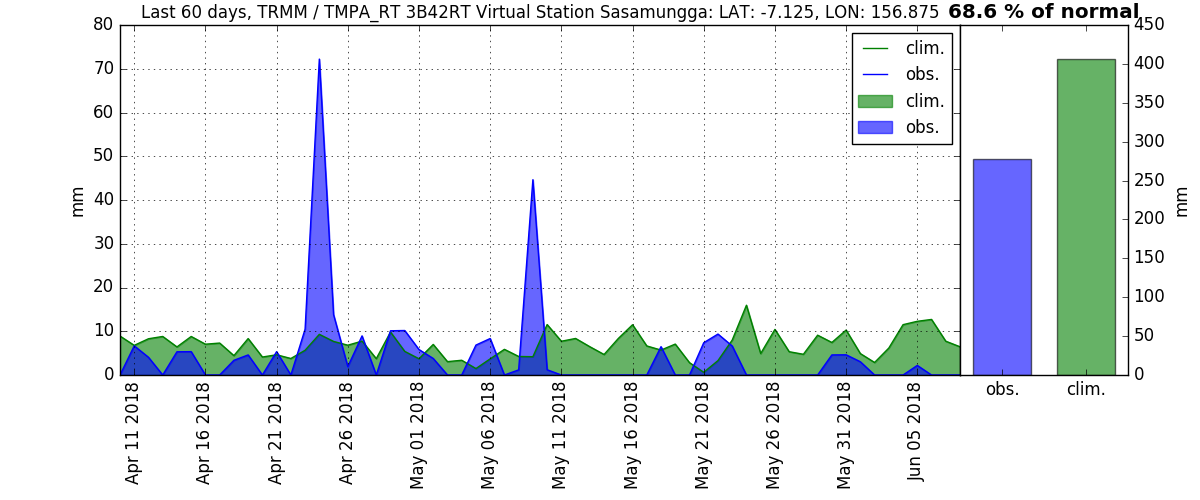 Last 60 days, TRMM / TMPA_RT 3B42RT Virtual Station Sasamungga: LAT: -7.125, LON: 156.875 68.6 % of normal
80
70
60
50
40
30
20
10
0
mm
clim.
obs.
clim.
obs.
450
400
350
300
250
200
150
100
50
0
mm
obs. clim.
Apr 11 2018
Apr 16 2018
Apr 21 2018
Apr 26 2018
May 01 2018
May 06 2018
May 11 2018
May 16 2018
May 21 2018
May 26 2018
May 31 2018
Jun 05 2018